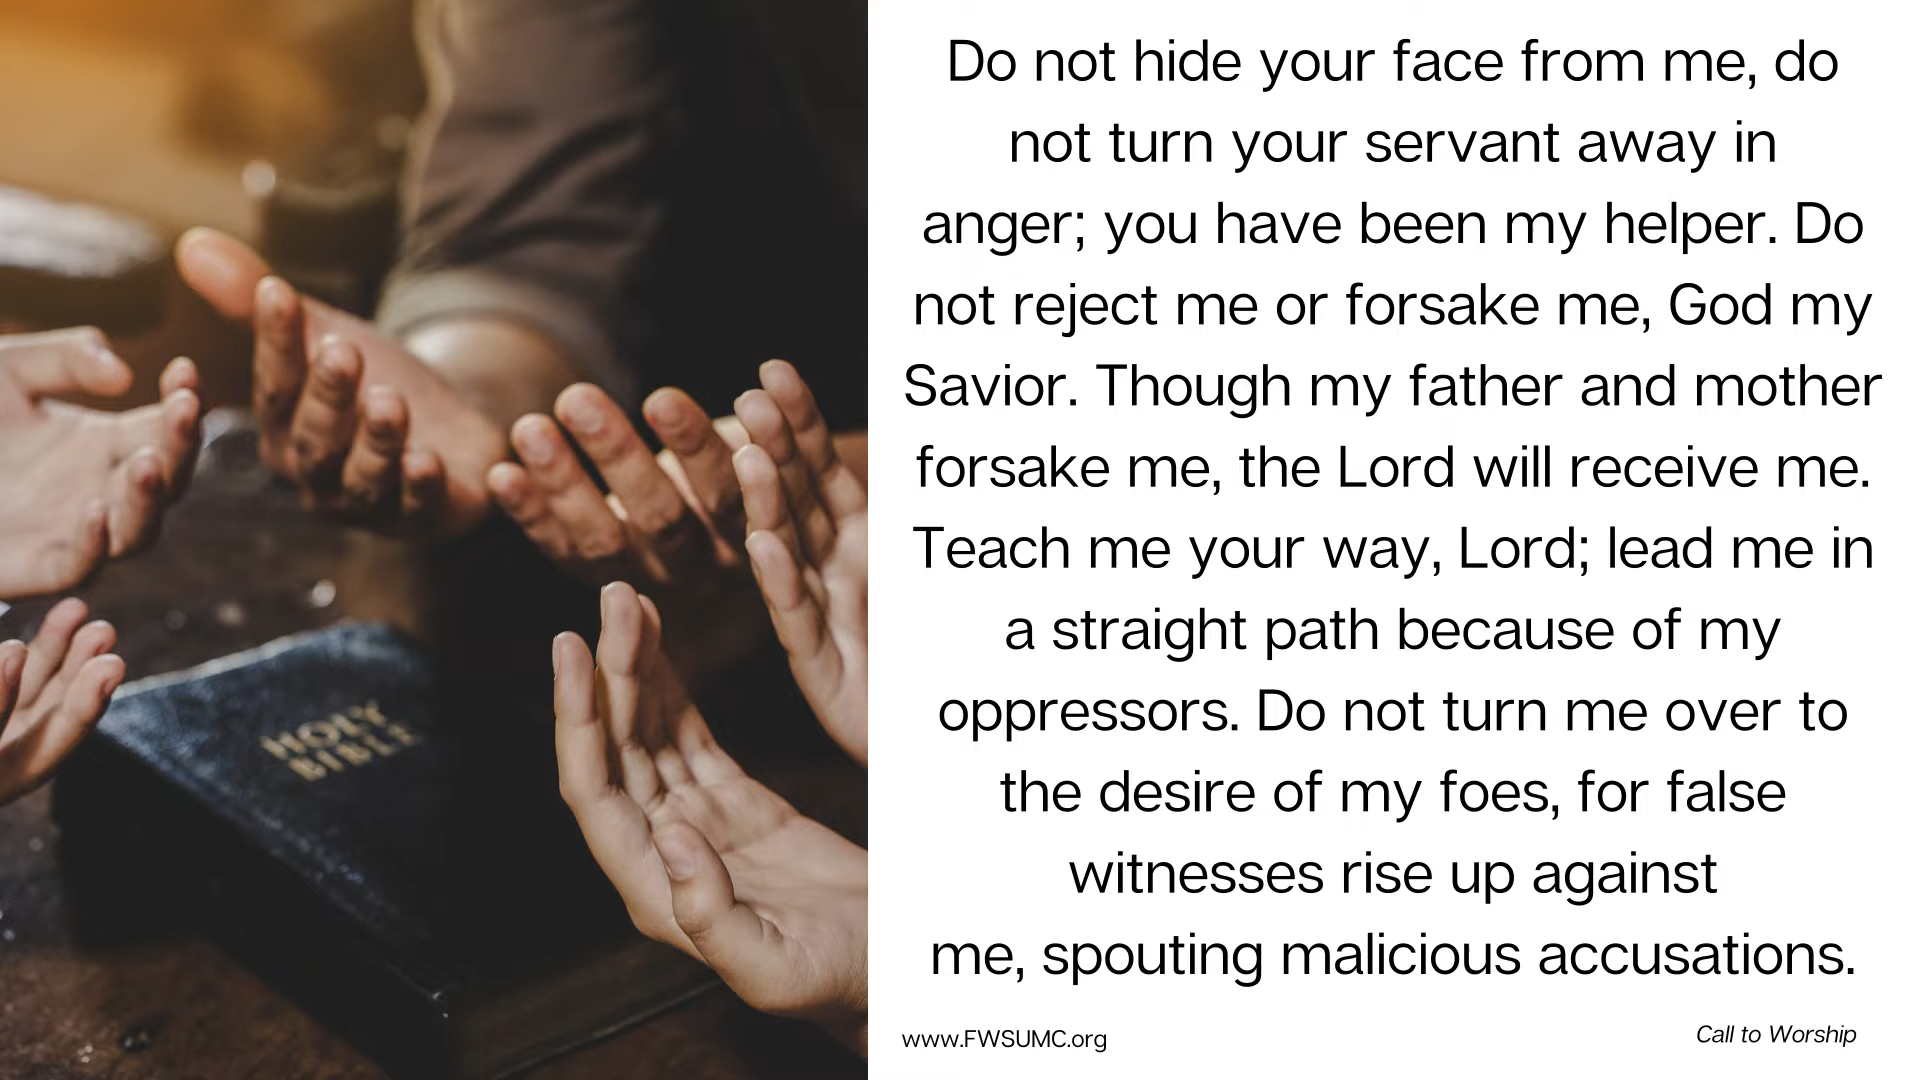 Do not hide your face from me, do
not turn your servant away in
anger; you have been my helper. Do
not reject me or forsake me, God my
Savior. Though my father and mother
forsake me, the Lord will receive me.
Teach me your way, Lord; lead me in
a straight path because of my
oppressors. Do not turn me over to
the desire of my foes, for false
witnesses rise up against
me, spouting malicious accusations.
www.FWSUMC.org
Call to Worship
HOLY
BIBLE